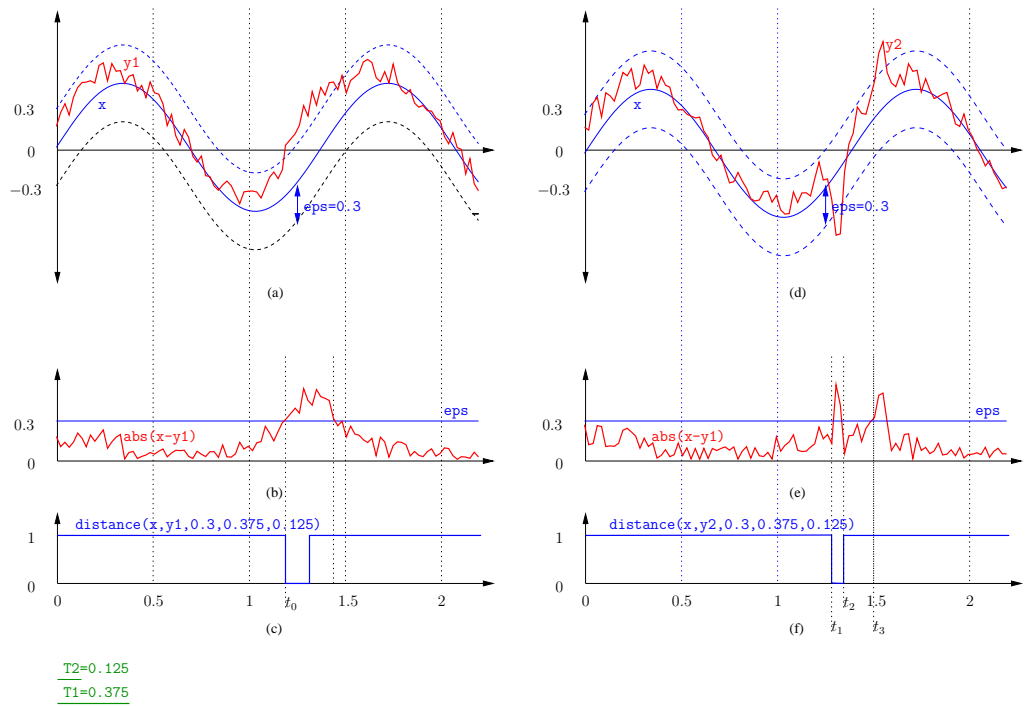 y1
x
0.3
0
−0.3
eps=0.3
(a)
y2
x
0.3
0
−0.3
eps=0.3
(d)
eps
0.3
abs(x-y1)
0
(b)
eps
0.3
abs(x-y1)
0
(e)
distance(x,y1,0.3,0.375,0.125)
1
0
0 0.5 1 t0 1.5 2
(c)
distance(x,y2,0.3,0.375,0.125)
1
0
0 0.5 1 t2 1.5 2
t1 t3
(f)
T2=0.125
T1=0.375